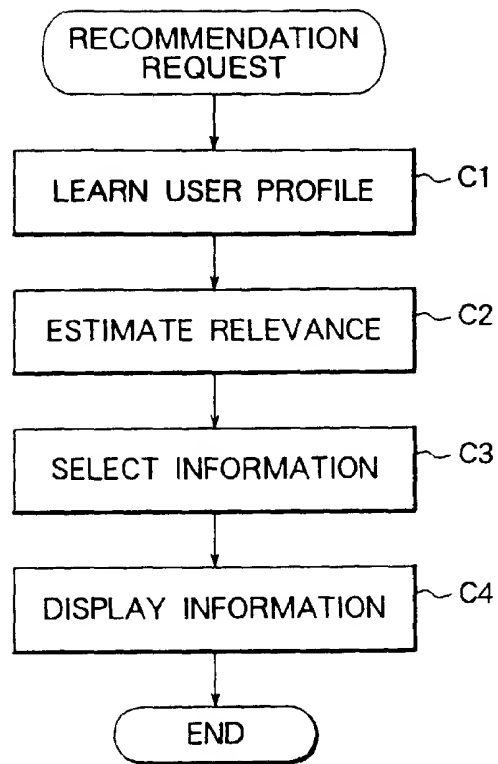 RECOMMENDATION
REQUEST
LEARN USER PROFILE
C1
ESTIMATE RELEVANCE
C2
SELECT INFORMATION
C3
DISPLAY INFORMATION
C4
END